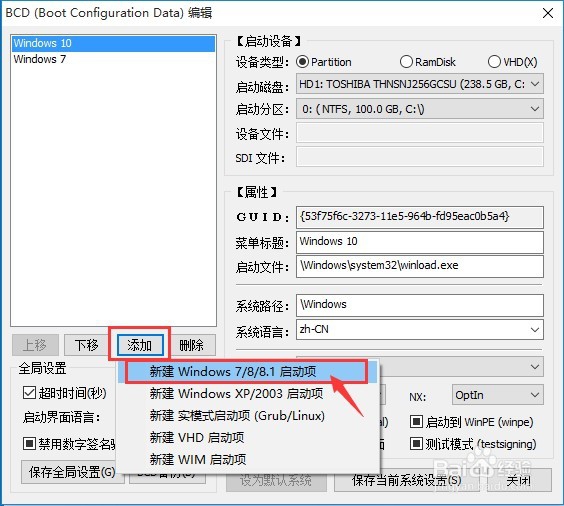 BCD (Boot Configuration Data) 编辑
Windows 10
Windows 7
上移
下移
添加
删除
【启动设备】
设备类型:
Partition
RamDisk
VHD(X)
启动磁盘:
HD1: TOSHIBA THNSNJ256GCSU (238.5 GB, C:
启动分区:
0: ( NTFS, 100.0 GB, C:\)
设备文件:
SDI 文件:
【属性】
GUID:
{53f75f6c-3273-11e5-964b-fd95eac0b5a4}
菜单标题:
Windows 10
启动文件:
\Windows\system32\winload.exe
系统路径:
\Windows
系统语言:
zh-CN
新建 Windows 7/8/8.1 启动项
新建 Windows XP/2003 启动项
新建 实模式启动项 (Grub/Linux)
新建 VHD 启动项
新建 WIM 启动项
全局设置
超时时间(秒)
启动界面语言:
禁用数字签名
保存全局设置(G)
NX:
OptIn
启动到 WinPE (winpe)
测试模式 (testsigning)
设为默认系统
保存当前系统设置(S)
关闭
Baidu 经验